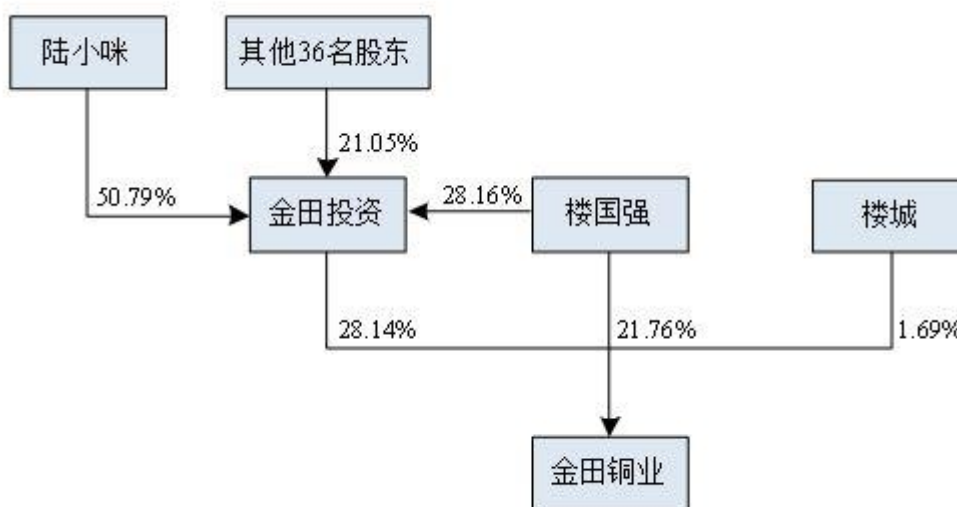 陆小咪
其他36名股东
21.05%
50.79%
28.16%
金田投资
楼国强
楼城
28.14%
21.76%
1.69%
金田铜业